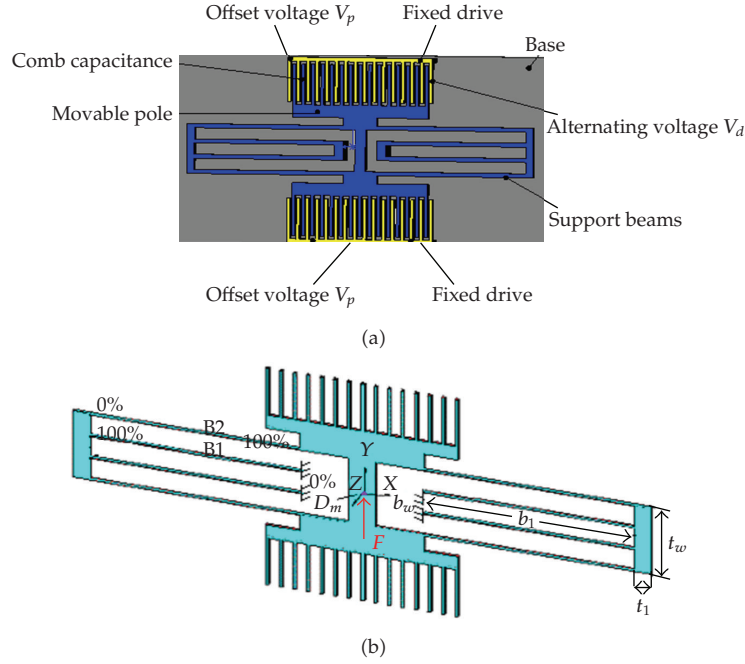 Offset voltage Vp
Fixed drive
Comb capacitance
Base
Movable pole
Alternating voltage Vd
Support beams
Offset voltage Vp
Fixed drive
(a)
0%
B2
100%
100%
B1
Y
0%
Z
X
Dm
bw
b1
tw
F
t1
(b)